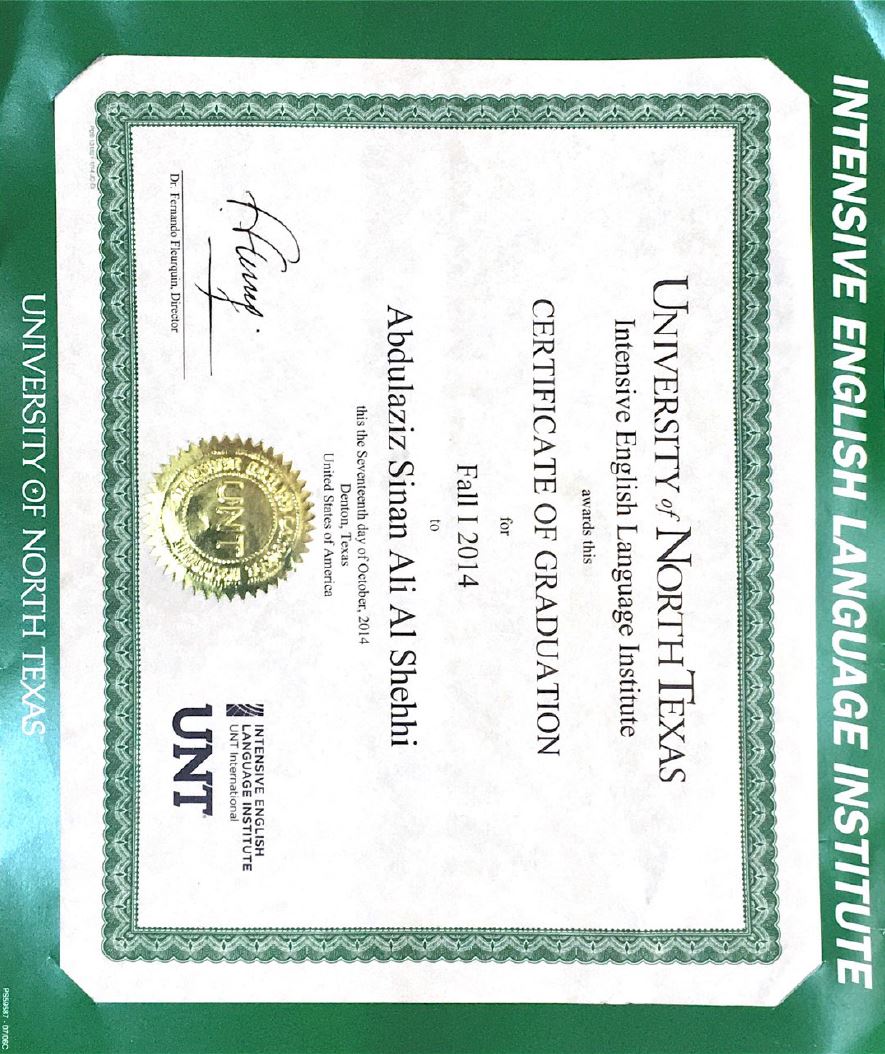 INTENSIVE ENGLISH LANGUAGE INSTITUTE
UNIVERSITY of NORTH TEXAS
Intensive English Language Institute
awards this
CERTIFICATE OF GRADUATION
for
Fall I 2014
to
Abdulaziz Sinan Ali Al Shehhi
this the Seventeenth day of October, 2014
Denton, Texas
United States of America
UNT
Dr. Fernando Fleurquin, Director
INTENSIVE ENGLISH
LANGUAGE INSTITUTE
UNT International
UNT
UNIVERSITY OF NORTH TEXAS
PS59587 - 07/08C